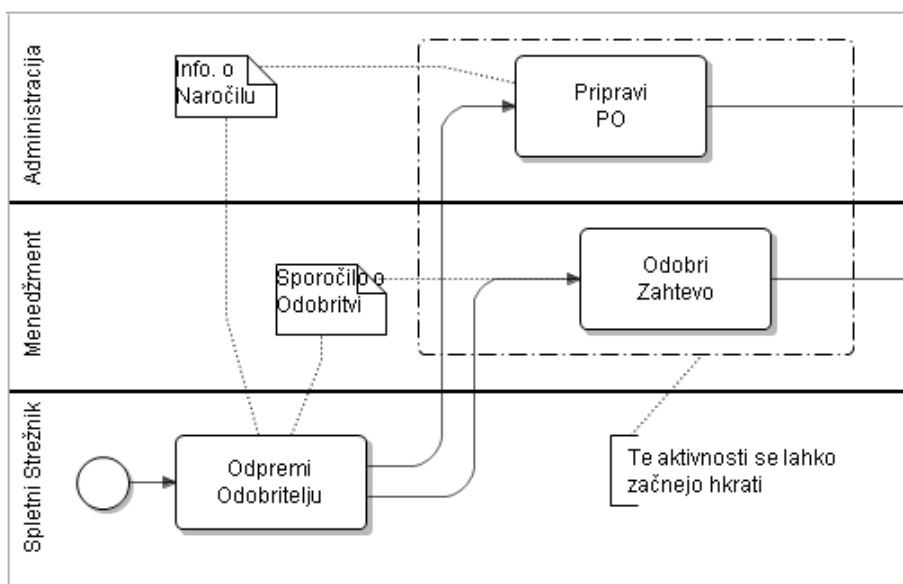 Administracija
Info. o
Naročilu
Pripravi
PO
Menedžment
Sporočilo o
Odobritvi
Odobri
Zahtevo
Spletni Strežnik
Odpremi
Odobritelju
Te aktivnosti se lahko
začnejo hkrati